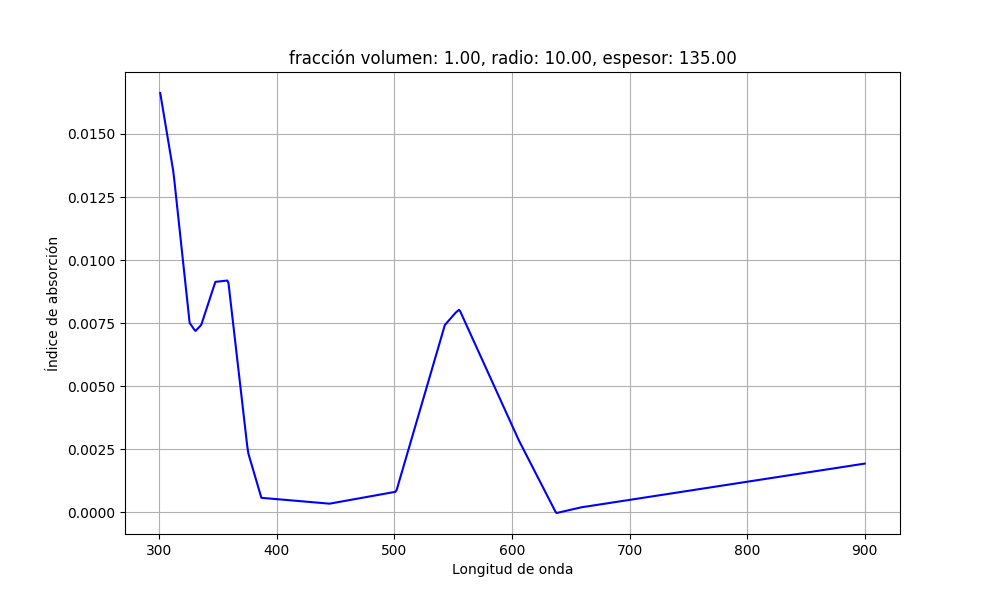 fracción volumen: 1.00, radio: 10.00, espesor: 135.00
Índice de absorción
0.0150
0.0125
0.0100
0.0075
0.0050
0.0025
0.0000
300 400 500 600 700 800 900
Longitud de onda